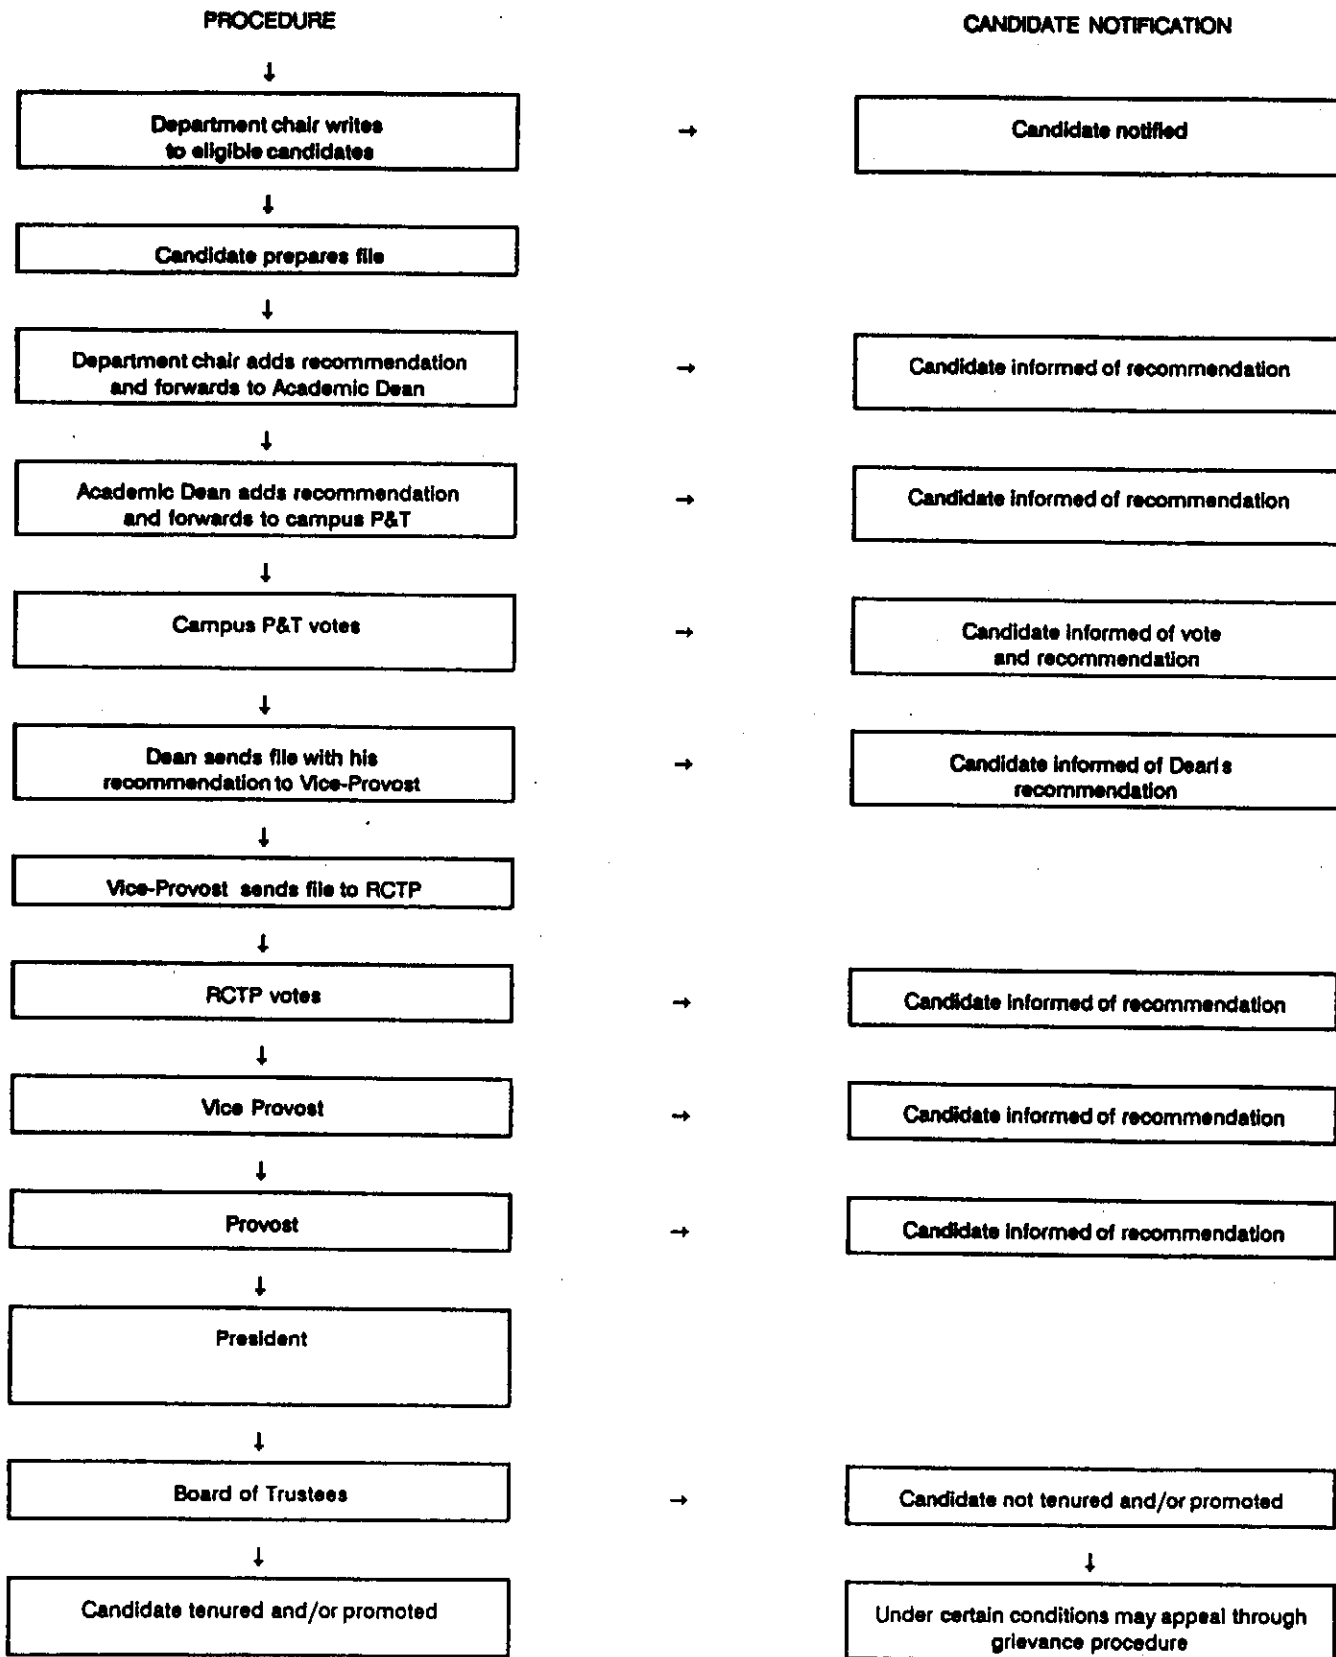 PROCEDURE
CANDIDATE NOTIFICATION
↓
Department chair writes
to eligible candidates
→
Candidate notified
↓
Candidate prepares file
↓
Department chair adds recommendation
and forwards to Academic Dean
→
Candidate informed of recommendation
↓
Academic Dean adds recommendation
and forwards to campus P&T
→
Candidate informed of recommendation
↓
Campus P&T votes
→
Candidate informed of vote
and recommendation
↓
Dean sends file with his
recommendation to Vice-Provost
→
Candidate informed of Dean's
recommendation
↓
Vice-Provost sends file to RCTP
↓
RCTP votes
→
Candidate informed of recommendation
↓
Vice Provost
→
Candidate informed of recommendation
↓
Provost
→
Candidate informed of recommendation
↓
President
↓
Board of Trustees
→
Candidate not tenured and/or promoted
↓
↓
Candidate tenured and/or promoted
Under certain conditions may appeal through
grievance procedure